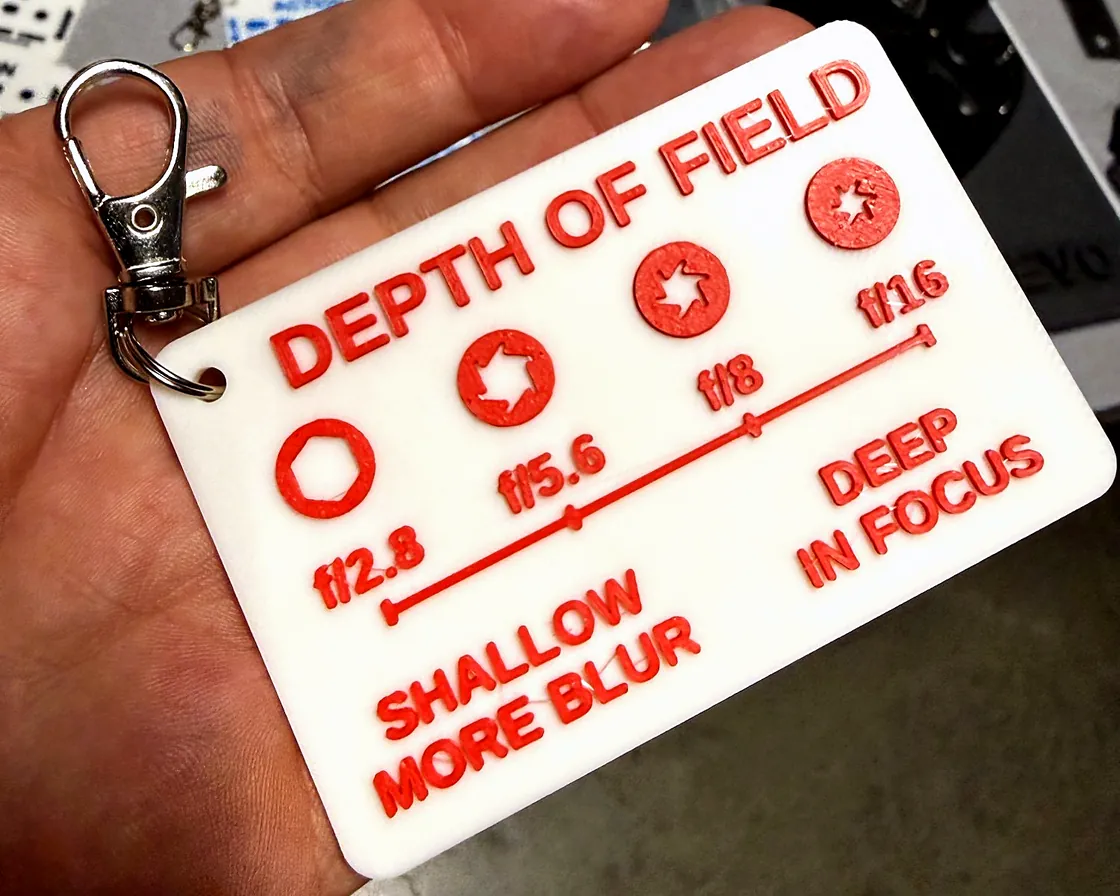 DEPTH OF FIELD
f/2.8
f/5.6
f/8
f/16
SHALLOW
MORE BLUR
DEEP
IN FOCUS